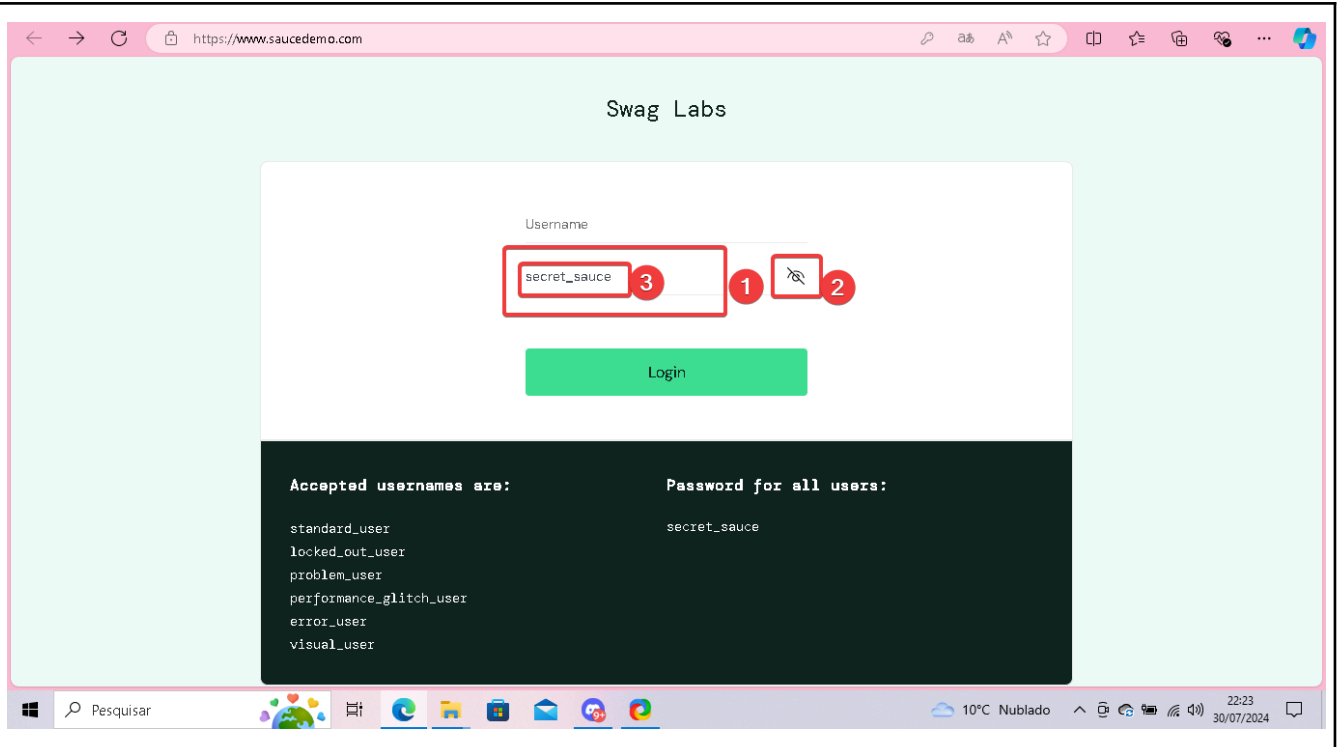 https://www.saucedemo.com
Swag Labs
Username
secret_sauce
3
1
2
Login
Accepted usernames are:
standard_user
locked_out_user
problem_user
performance_glitch_user
error_user
visual_user
Password for all users:
secret_sauce
Pesquisar
10°C Nublado
22:23
30/07/2024